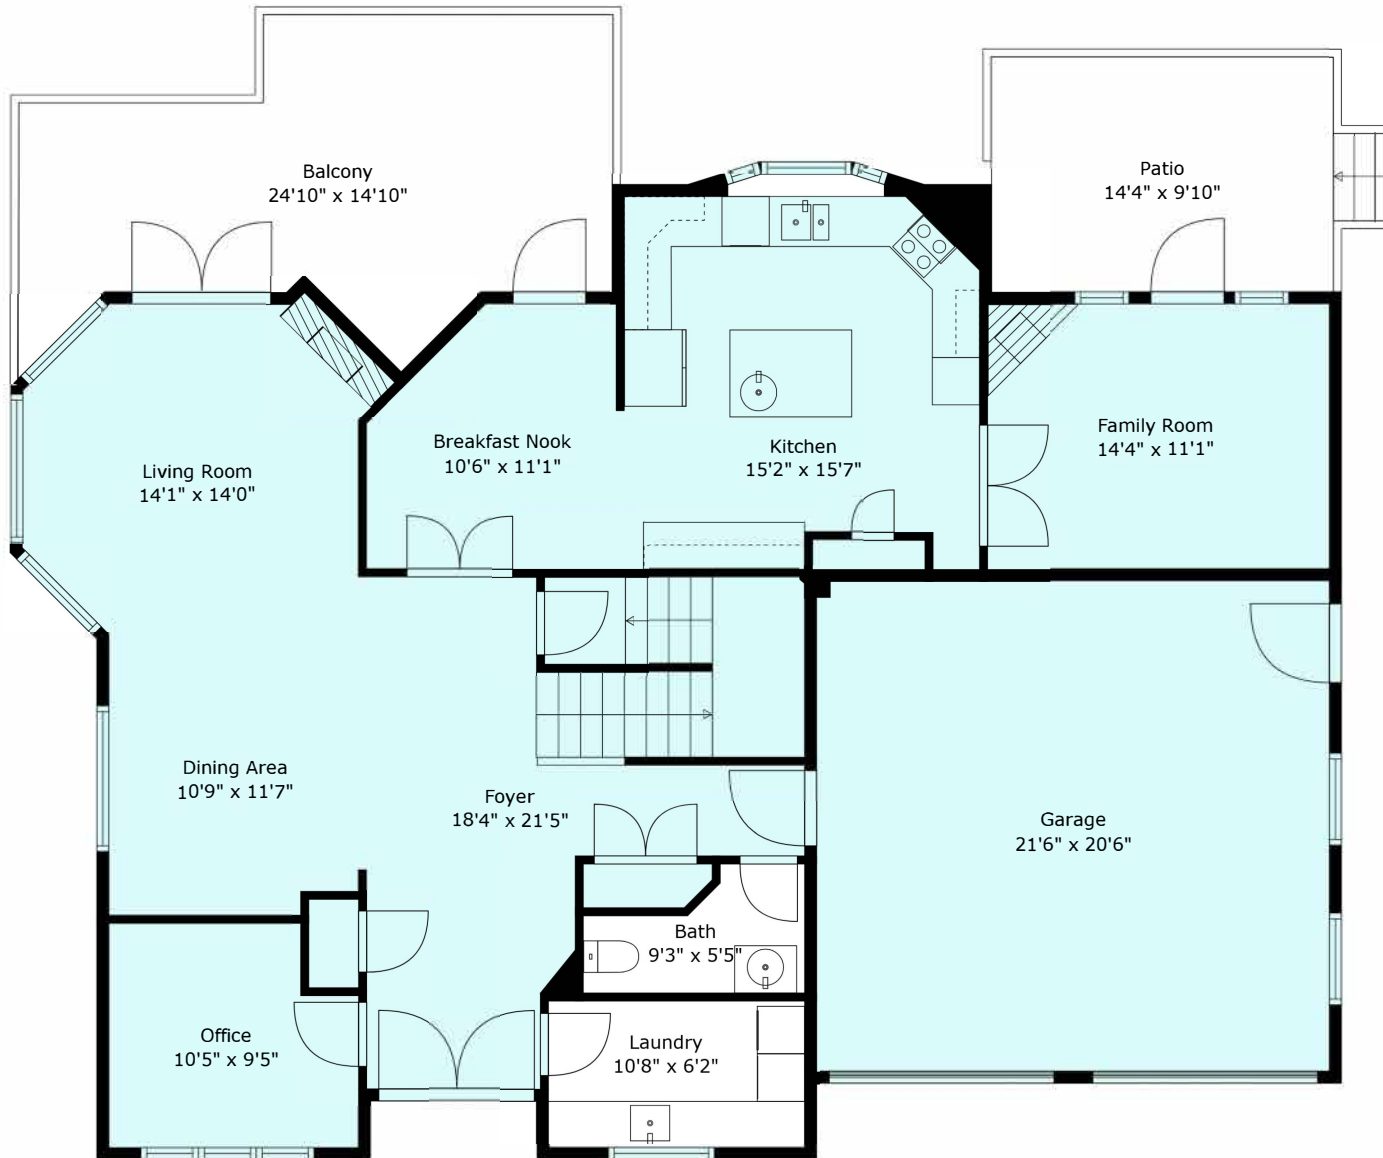 Balcony
24'10" x 14'10"
Patio
14'4" x 9'10"
Living Room
14'1" x 14'0"
Breakfast Nook
10'6" x 11'1"
Kitchen
15'2" x 15'7"
Family Room
14'4" x 11'1"
Dining Area
10'9" x 11'7"
Foyer
18'4" x 21'5"
Garage
21'6" x 20'6"
Bath
9'3" x 5'5"
Office
10'5" x 9'5"
Laundry
10'8" x 6'2"